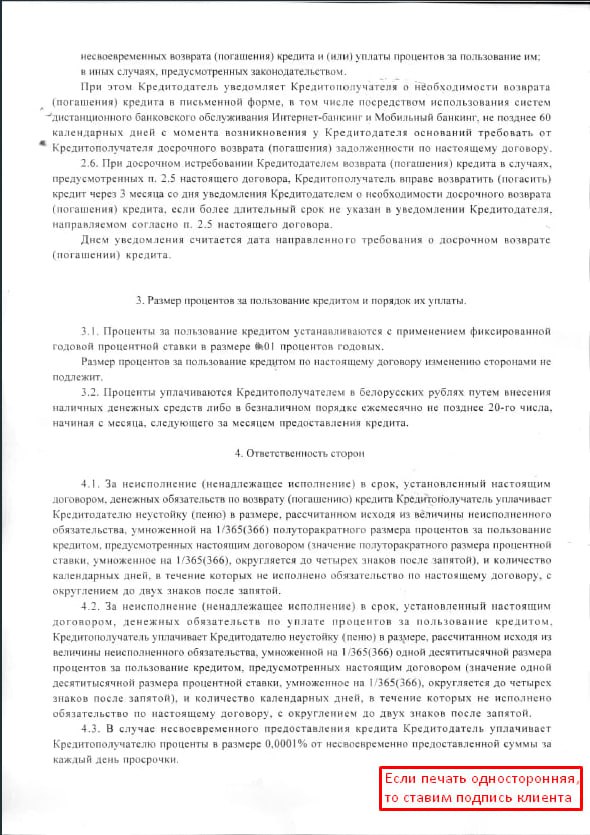 несвоевременных возврата (погашения) кредита и (или) уплаты процентов за пользование им;
в иных случаях, предусмотренных законодательством.
При этом Кредитодатель уведомляет Кредитополучателя о необходимости возврата
(погашения) кредита в письменной форме, в том числе посредством использования систем
дистанционного банковского обслуживания Интернет-банкинг и Мобильный банкинг, не позднее 60
календарных дней с момента возникновения у Кредитодателя оснований требовать от
Кредитополучателя досрочного возврата (погашения) задолженности по настоящему договору.
2.6. При досрочном истребовании Кредитодателем возврата (погашения) кредита в случаях,
предусмотренных п. 2.5 настоящего договора, Кредитополучатель вправе возвратить (погасить)
кредит через 3 месяца со дня уведомления Кредитодателем о необходимости досрочного возврата
(погашения) кредита, если более длительный срок не указан в уведомлении Кредитодателя,
направляемом согласно п. 2.5 настоящего договора.
Днем уведомления считается дата направленного требования о досрочном возврате
(погашении) кредита.
3. Размер процентов за пользование кредитом и порядок их уплаты.
3.1. Проценты за пользование кредитом устанавливаются с применением фиксированной
годовой процентной ставки в размере процентов годовых.
Размер процентов за пользование кредитом по настоящему договору изменению сторонами не
подлежит.
3.2. Проценты уплачиваются Кредитополучателем в белорусских рублях путем внесения
наличных денежных средств либо в безналичном порядке ежемесячно не позднее 20-го числа,
начиная с месяца, следующего за месяцем предоставления кредита.
4. Ответственность сторон
4.1. За неисполнение (ненадлежащее исполнение) в срок, установленный настоящим
договором, денежных обязательств по возврату (погашению) кредита Кредитополучатель уплачивает
Кредитодателю неустойку (пеню) в размере, рассчитанном исходя из величины неисполненного
обязательства, умноженной на 1/365(366) полуторакратного размера процентов за пользование
кредитом, предусмотренных настоящим договором (значение полуторакратного размера процентной
ставки, умноженное на 1/365(366), округляется до четырех знаков после запятой), и количество
календарных дней, в течение которых не исполнено обязательство по настоящему договору, с
округлением до двух знаков после запятой.
4.2. За неисполнение (ненадлежащее исполнение) в срок, установленный настоящим
договором, денежных обязательств по уплате процентов за пользование кредитом,
Кредитополучатель уплачивает Кредитодателю неустойку (пеню) в размере, рассчитанном исходя из
величины неисполненного обязательства, умноженной на 1/365(366) одной десятитысячной размера
процентов за пользование кредитом, предусмотренных настоящим договором (значение одной
десятитысячной размера процентной ставки, умноженное на 1/365(366), округляется до четырех
знаков после запятой), и количество календарных дней, в течение которых не исполнено
обязательство по настоящему договору, с округлением до двух знаков после запятой.
4.3. В случае несвоевременного предоставления кредита Кредитодатель уплачивает
Кредитополучателю проценты в размере 0,0001% от несвоевременно предоставленной суммы за
каждый день просрочки.
Если печать односторонняя,
то ставим подпись клиента